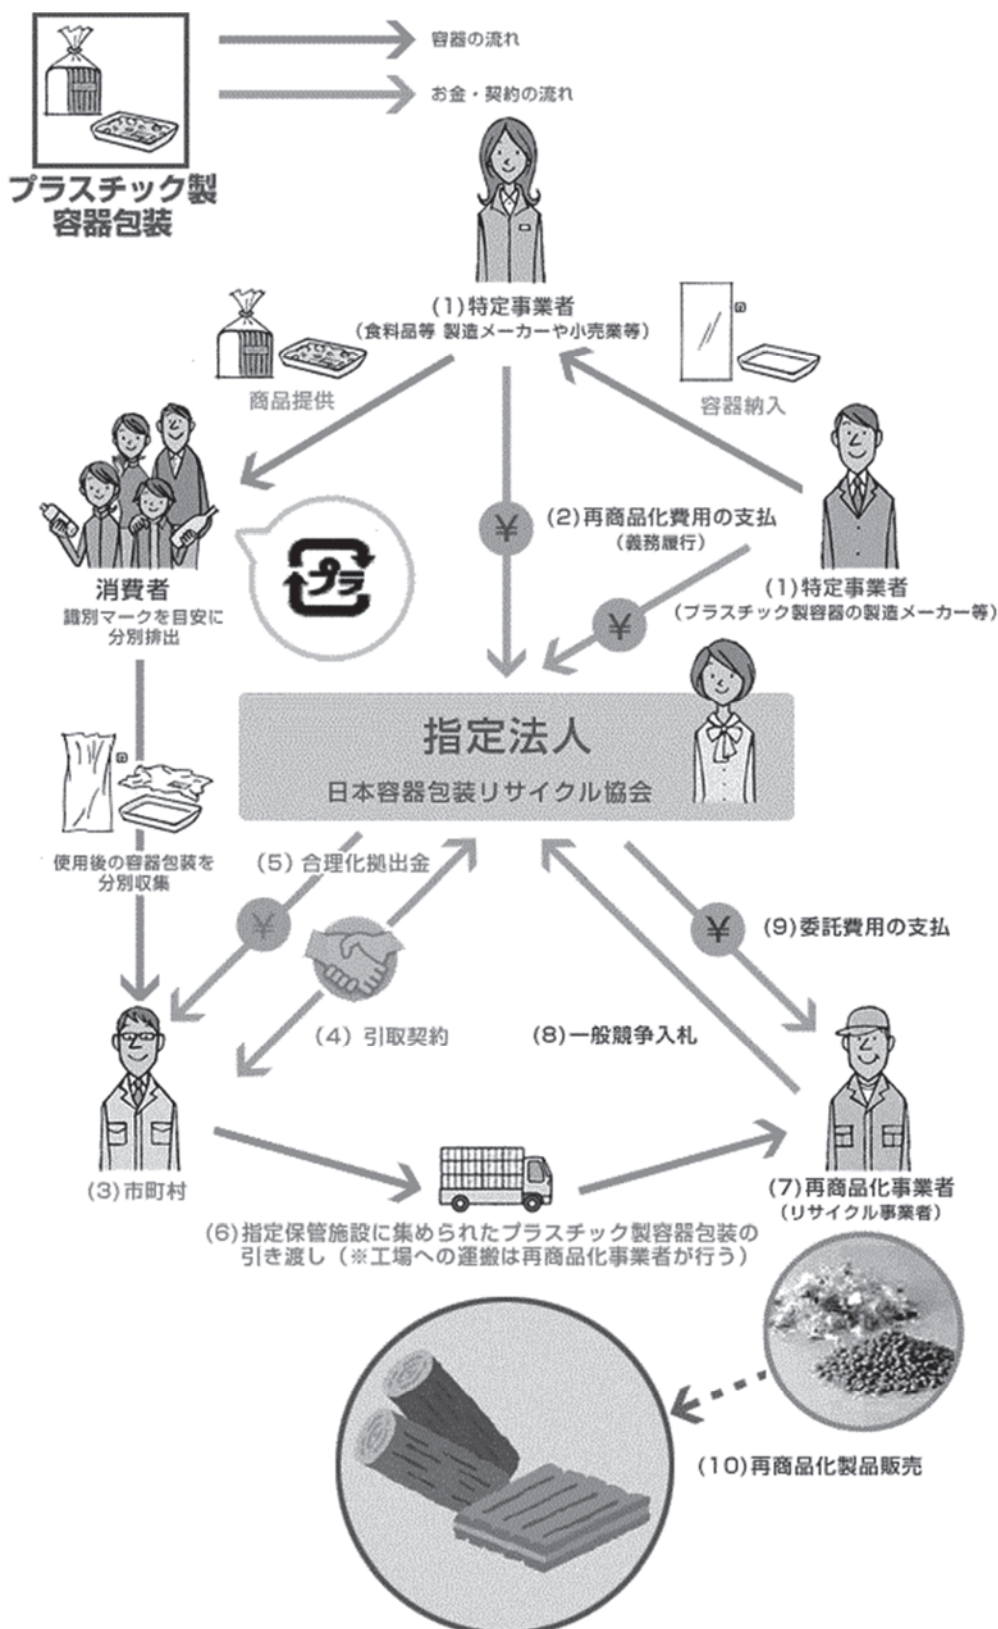 容器の流れ
お金・契約の流れ
プラスチック製
容器包装
(1)特定事業者
(食料品等 製造メーカーや小売業等)
商品提供
容器納入
(2)再商品化費用の支払
(義務履行)
¥
プラ
消費者
識別マークを目安に
分別排出
(1)特定事業者
(プラスチック製容器の製造メーカー等)
¥
指定法人
日本容器包装リサイクル協会
使用後の容器包装を
分別収集
(5) 合理化拠出金
¥
¥
(9)委託費用の支払
(4) 引取契約
(8)一般競争入札
(3)市町村
(7)再商品化事業者
(リサイクル事業者)
(6)指定保管施設に集められたプラスチック製容器包装の
引き渡し(※工場への運搬は再商品化事業者が行う)
(10)再商品化製品販売